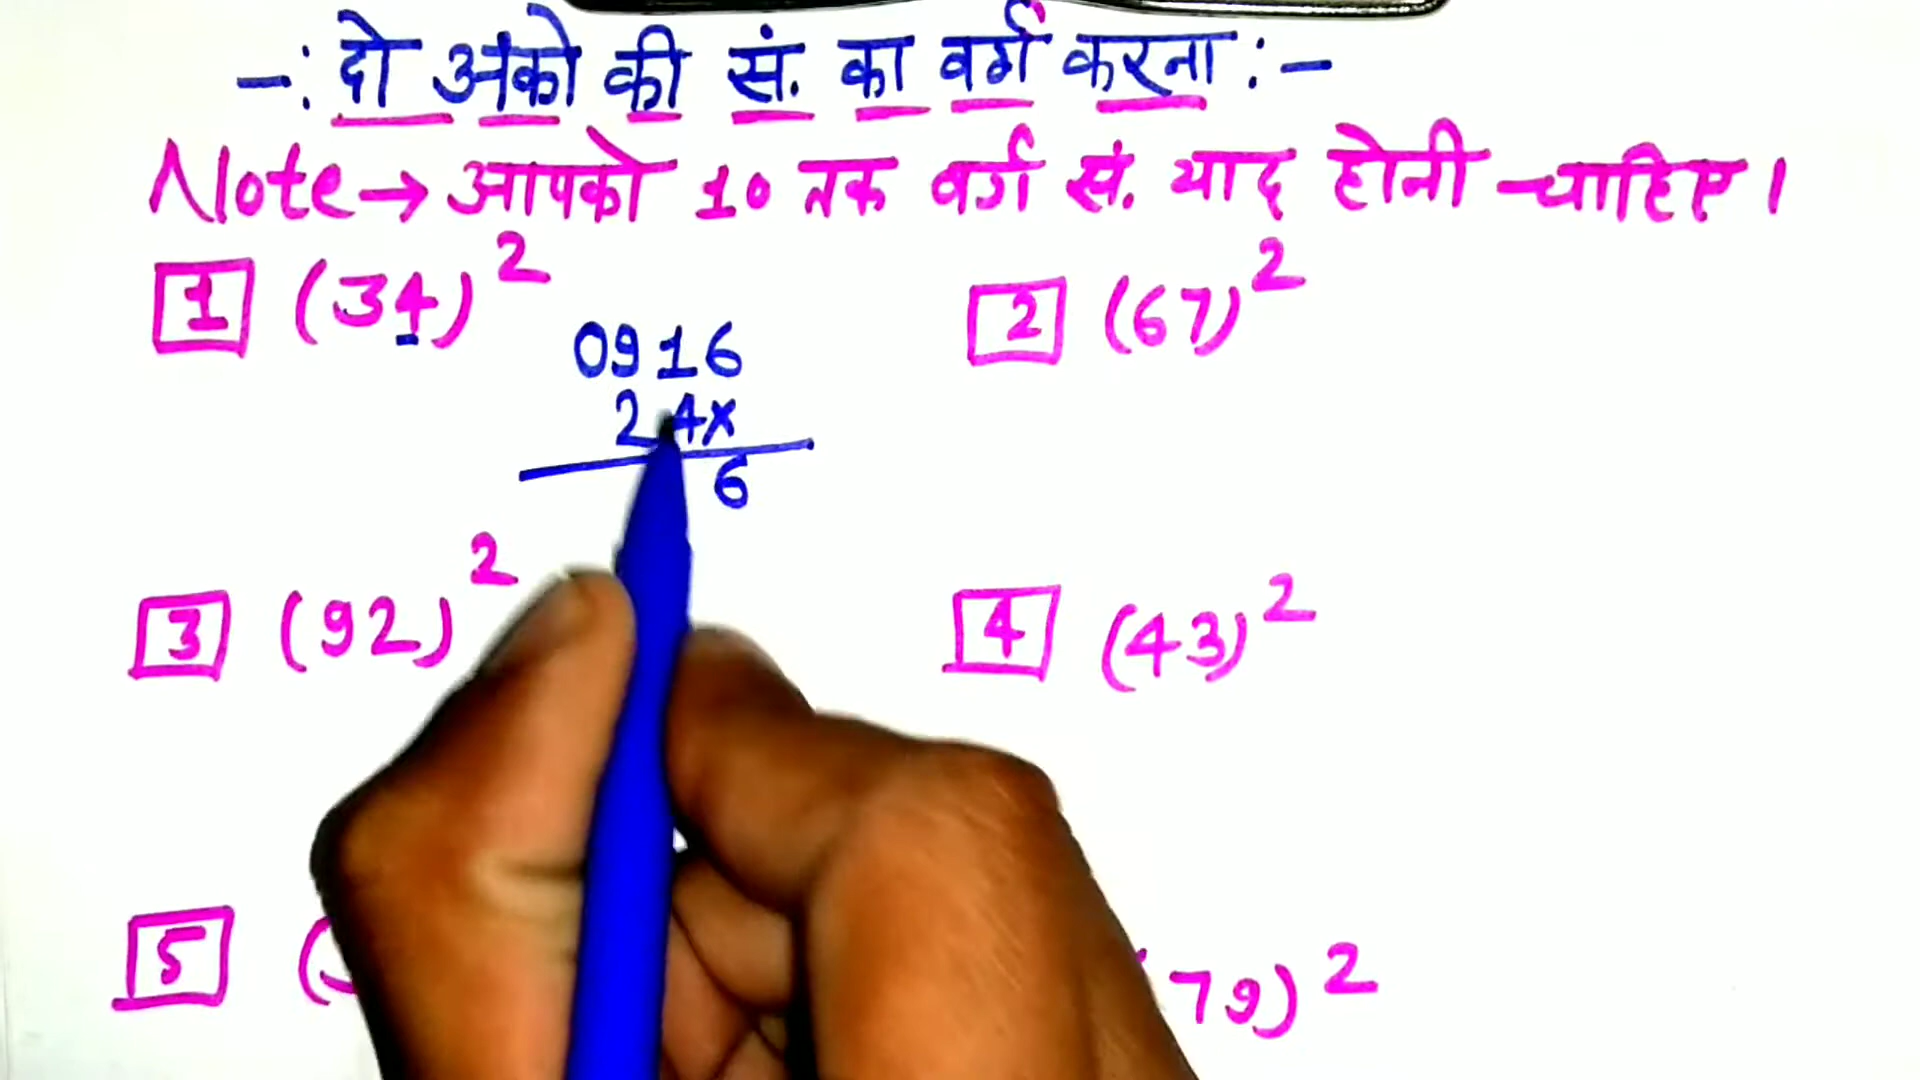 -: दो अंको की सं. का वर्ग करना :-
Note → आपको 10 तक वर्ग सं. याद होनी चाहिए।
1 (34)²
0916
24x
6
2 (67)²
3 (92)²
4 (43)²
5 (
79)²